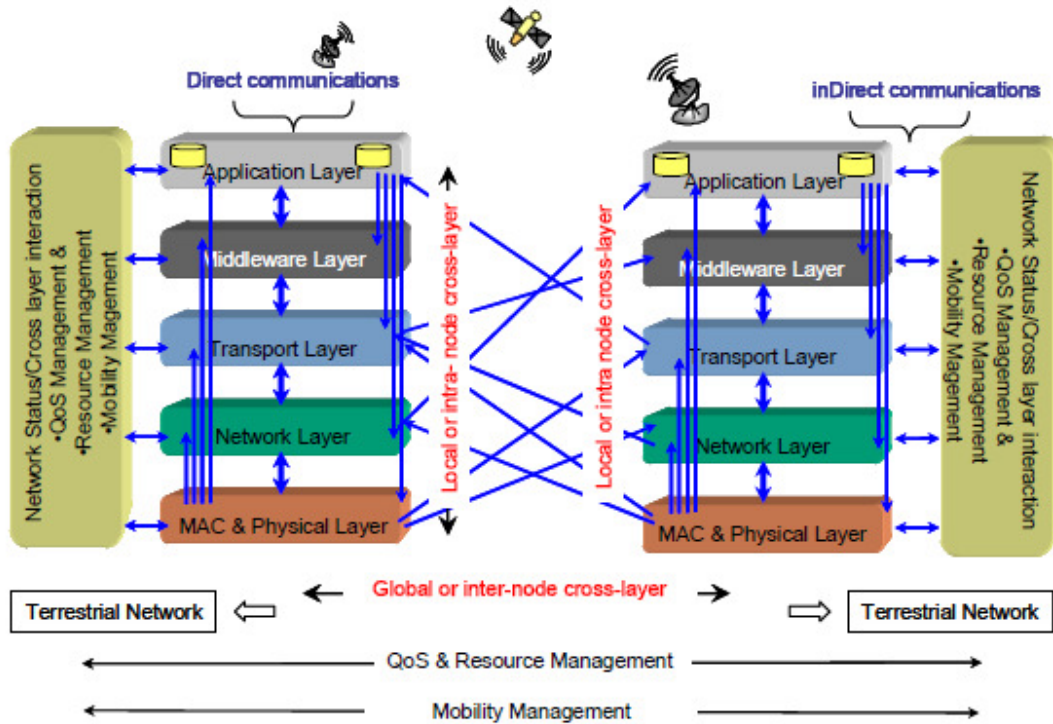 Direct communications
inDirect communications
Network Status/Cross layer interaction
•QoS Management &
•Resource Management
•Mobility Magement
Application Layer
Middleware Layer
Transport Layer
Network Layer
MAC & Physical Layer
Local or intra- node cross-layer
Local or intra node cross-layer
Application Layer
Middleware Layer
Transport Layer
Network Layer
MAC & Physical Layer
Network Status/Cross layer interaction
•QoS Management &
•Resource Management
•Mobility Magement
Global or inter-node cross-layer
Terrestrial Network
Terrestrial Network
QoS & Resource Management
Mobility Management